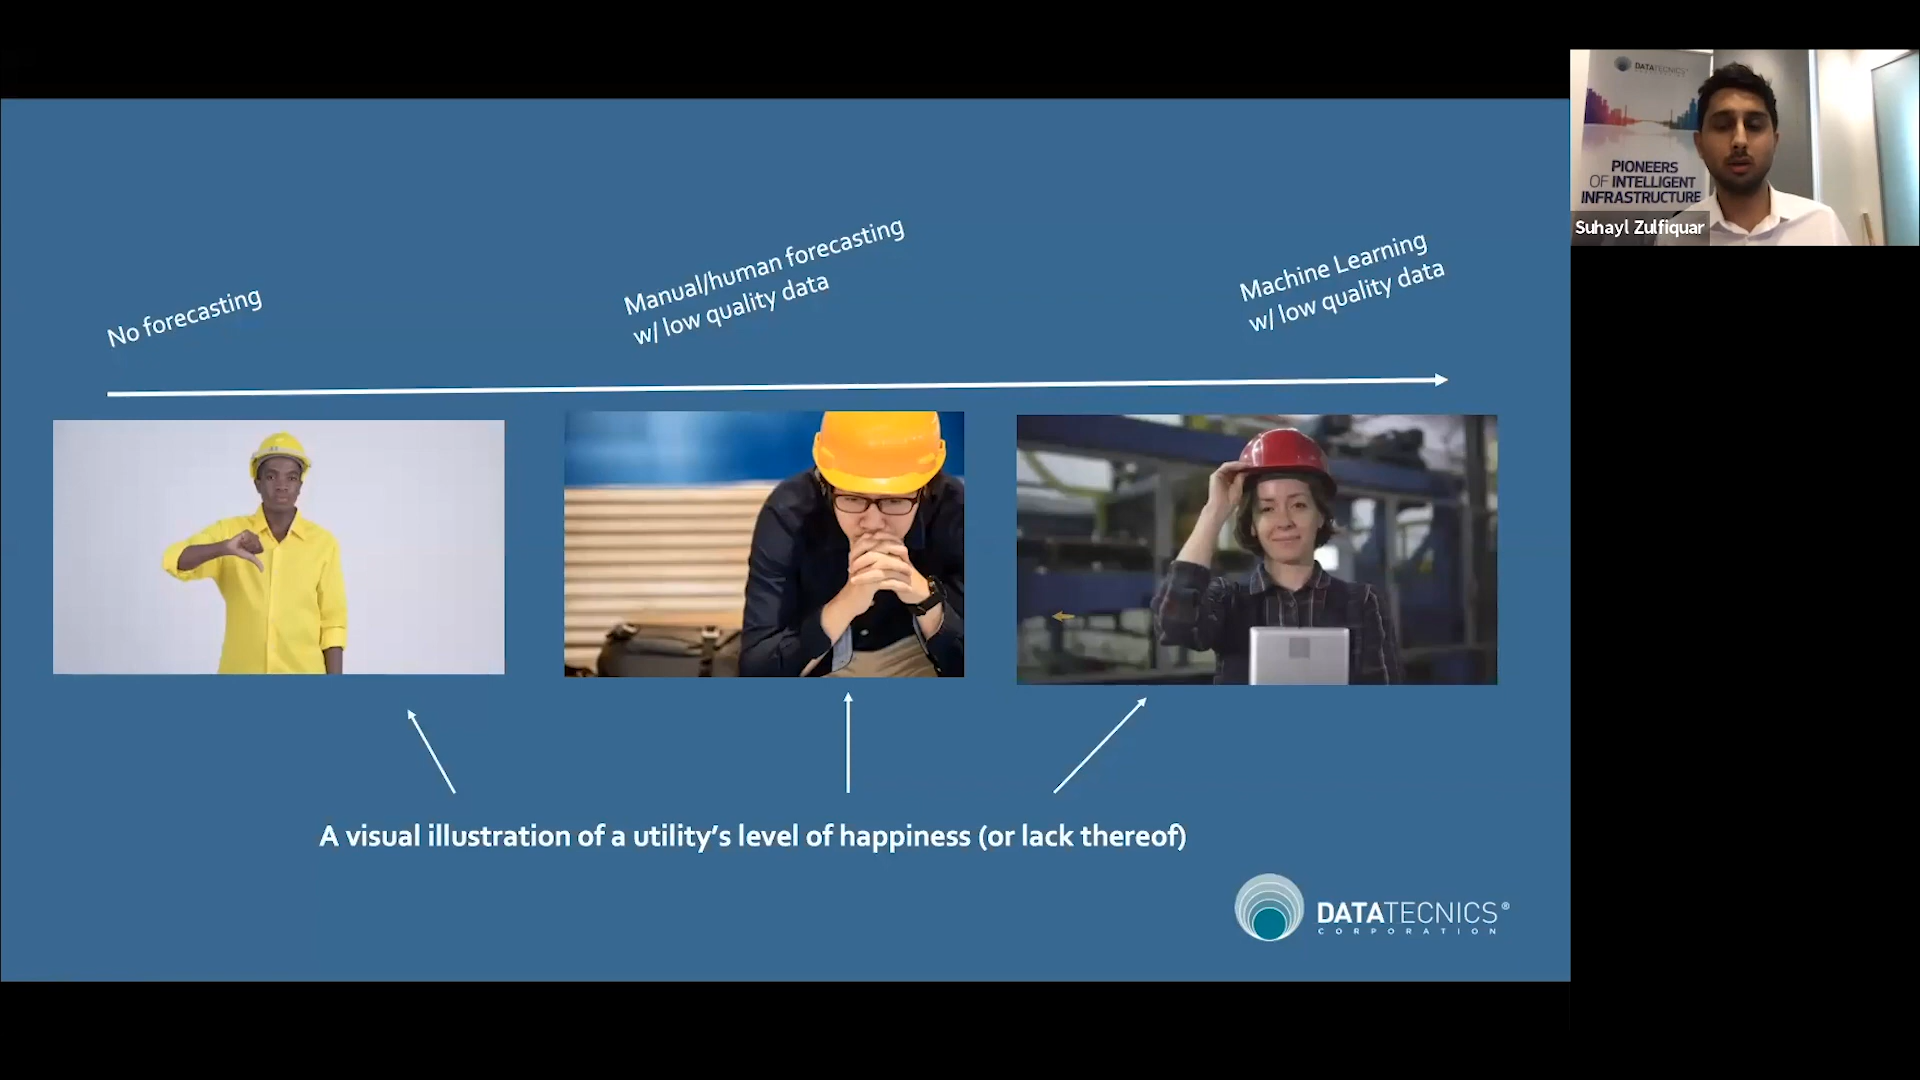 No forecasting
Manual/human forecasting
w/ low quality data
Machine Learning
w/ low quality data
A visual illustration of a utility's level of happiness (or lack thereof)
DATATECNICS®
CORPORATION
DATATECNICS
PIONEERS
OF INTELLIGENT
INFRASTRUCTURE
Suhayl Zulfiquar